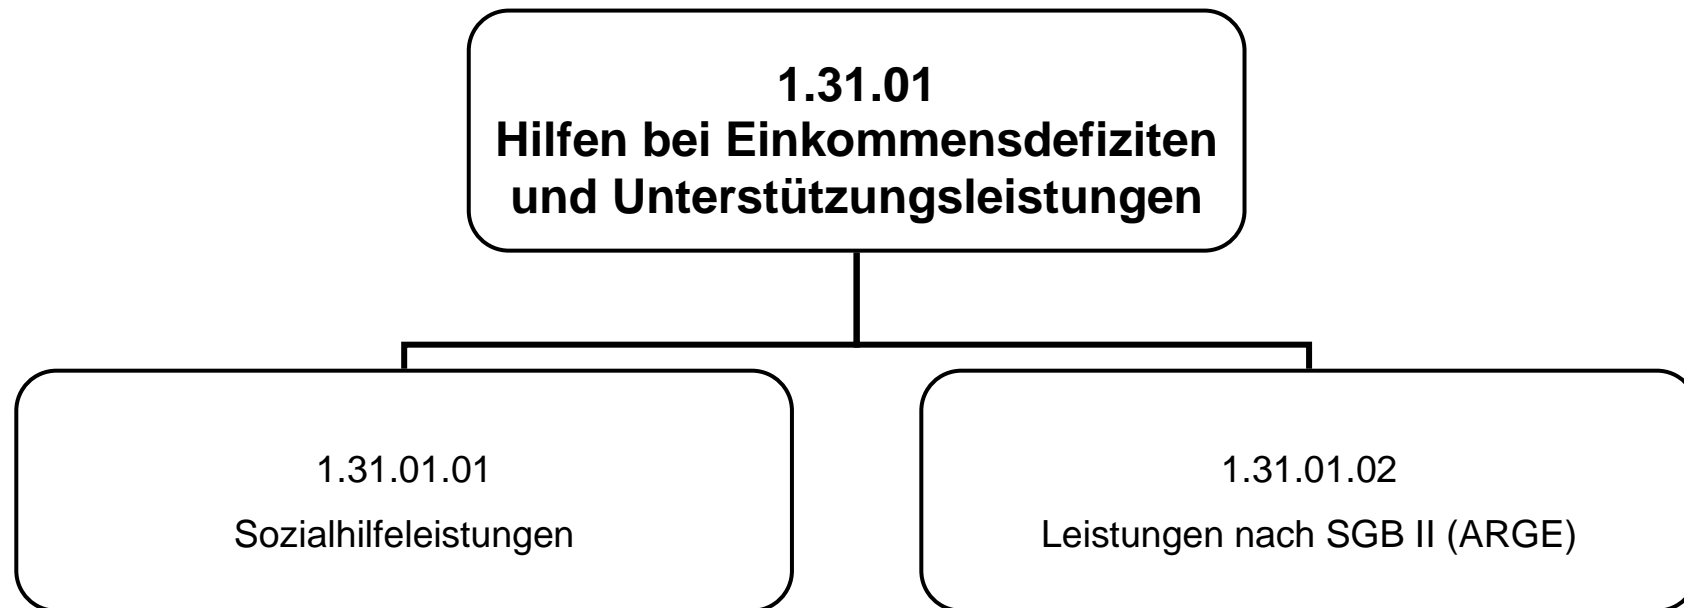 1.31.01
Hilfen bei Einkommensdefiziten
und Unterstützungsleistungen
1.31.01.01
Sozialhilfeleistungen
1.31.01.02
Leistungen nach SGB II (ARGE)